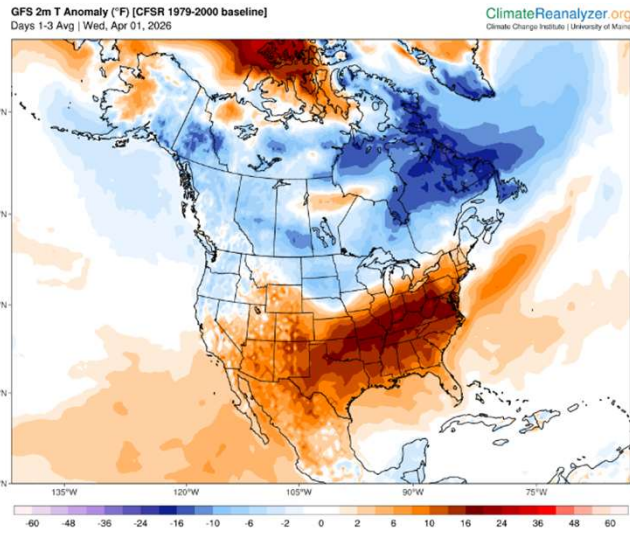 GFS 2m T Anomaly (°F) [CFSR 1979-2000 baseline]
Days 1-3 Avg | Wed, Apr 01, 2026
ClimateReanalyzer.org
Climate Change Institute | University of Maine
135°W 120°W 105°W 90°W 75°W
-60 -48 -36 -24 -16 -10 -6 -2 0 2 6 10 16 24 36 48 60